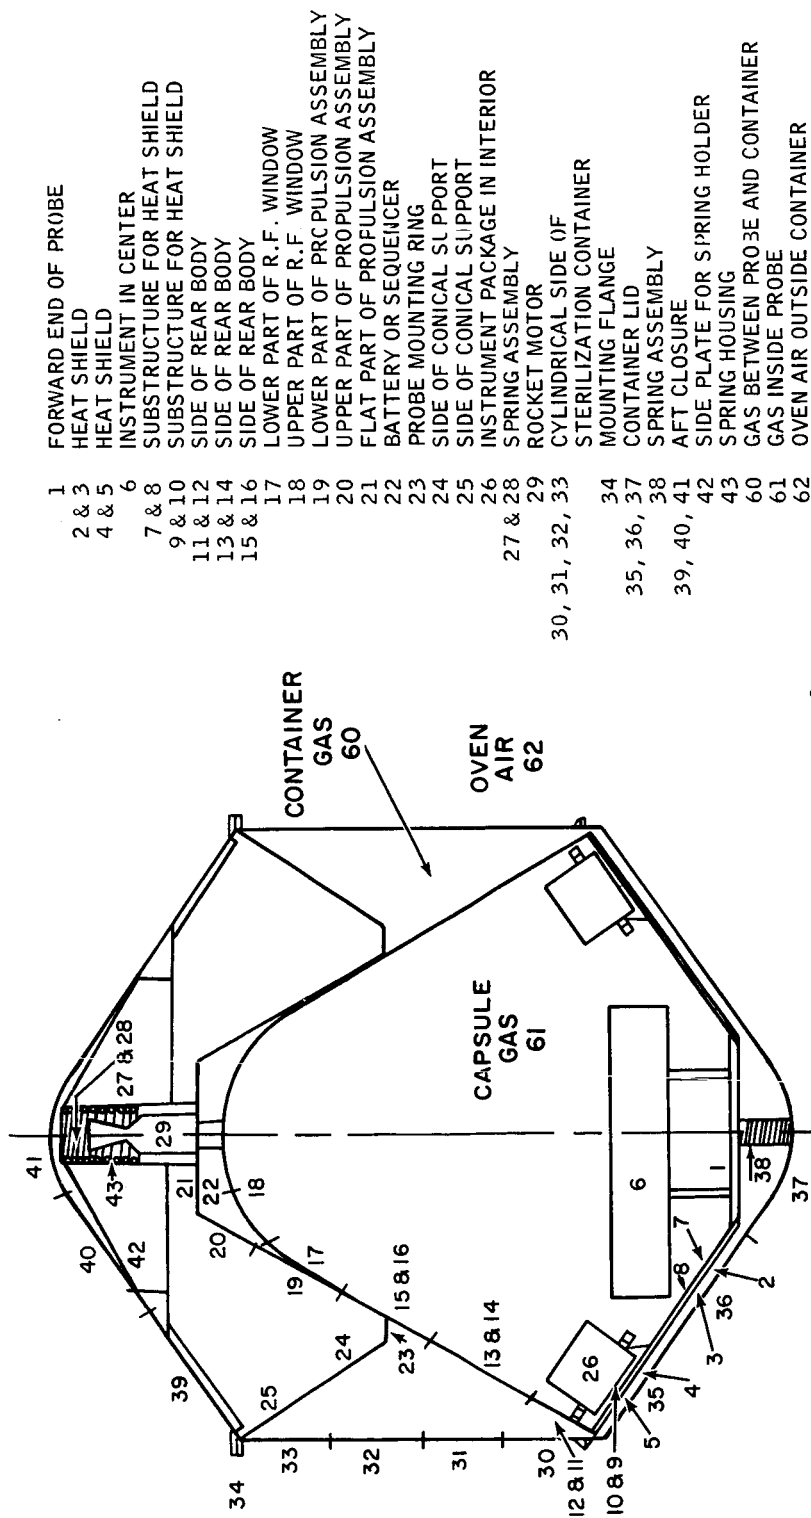 1 FORWARD END OF PROBE
2 & 3 HEAT SHIELD
4 & 5 HEAT SHIELD
6 INSTRUMENT IN CENTER
7 & 8 SUBSTRUCTURE FOR HEAT SHIELD
9 & 10 SUBSTRUCTURE FOR HEAT SHIELD
11 & 12 SIDE OF REAR BODY
13 & 14 SIDE OF REAR BODY
15 & 16 SIDE OF REAR BODY
17 LOWER PART OF R.F. WINDOW
18 UPPER PART OF R.F. WINDOW
19 LOWER PART OF PROPULSION ASSEMBLY
20 UPPER PART OF PROPULSION ASSEMBLY
21 FLAT PART OF PROPULSION ASSEMBLY
22 BATTERY OR SEQUENCER
23 PROBE MOUNTING RING
24 SIDE OF CONICAL SUPPORT
25 SIDE OF CONICAL SUPPORT
26 INSTRUMENT PACKAGE IN INTERIOR
27 & 28 SPRING ASSEMBLY
29 ROCKET MOTOR
30, 31, 32, 33 CYLINDRICAL SIDE OF
STERILIZATION CONTAINER
34 MOUNTING FLANGE
35, 36, 37 CONTAINER LID
38 SPRING ASSEMBLY
39, 40, 41 AFT CLOSURE
42 SIDE PLATE FOR SPRING HOLDER
43 SPRING HOUSING
60 GAS BETWEEN PROBE AND CONTAINER
61 GAS INSIDE PROBE
62 OVEN AIR OUTSIDE CONTAINER
41
40
42
39
34
43
27 & 28
29
21
22
18
20
19
17
15 & 16
23
24
25
33
32
31
30
13 & 14
12 & 11
10 & 9
26
5
35
4
3
36
2
8
7
6
1
38
37
CAPSULE
GAS
61
CONTAINER
GAS
60
OVEN
AIR
62